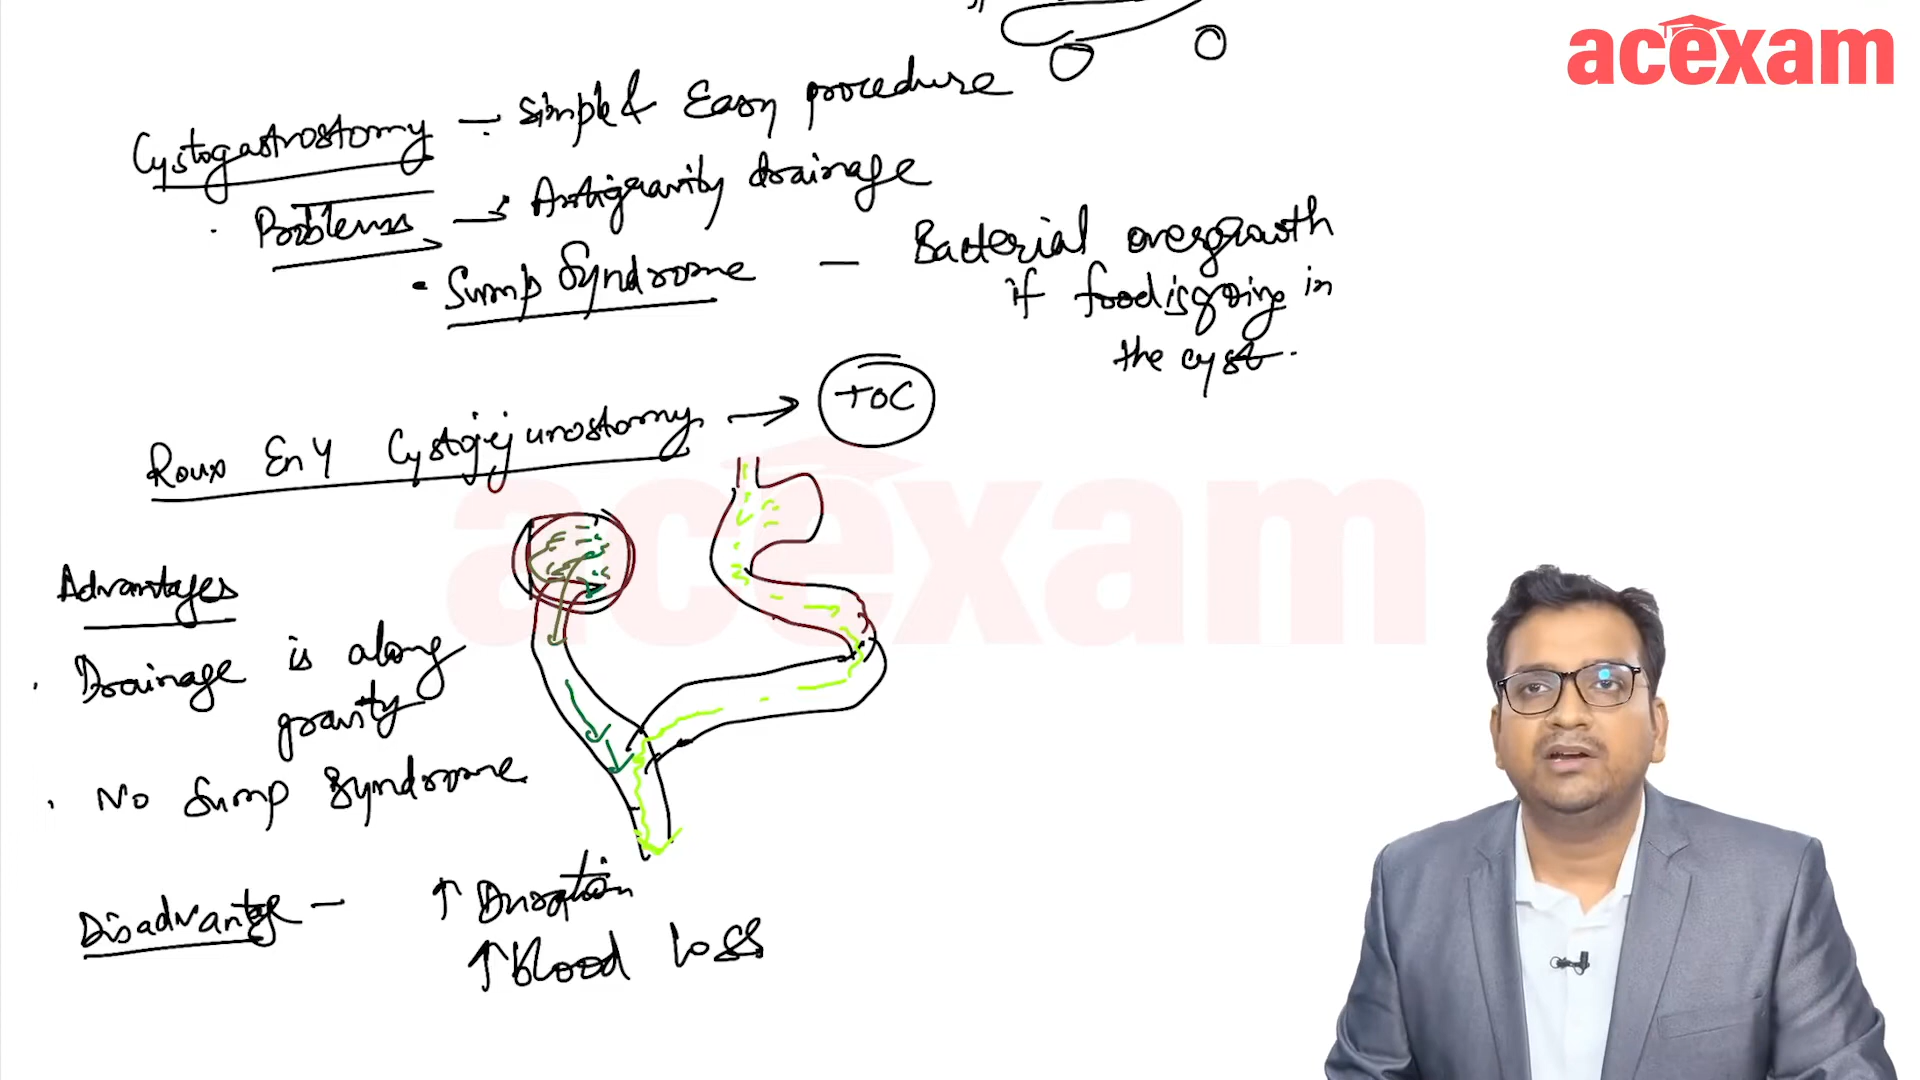 acexam
Cystogastrostomy - Simple & Easy procedure
Problems → Antigravity drainage
• Sump Syndrome - Bacterial overgrowth
if food is going in
the cyst.
Roux En Y Cystojejunostomy → TOC
acexam
Advantages
• Drainage is along
gravity
• No Sump Syndrome
Disadvantage - ↑ Duration
↑ Blood loss